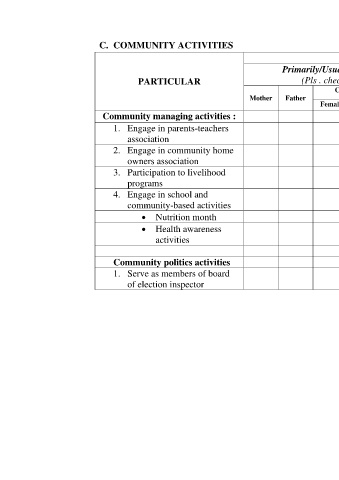 C. COMMUNITY ACTIVITIES
Primarily/Usua
PARTICULAR
(Pls . chec
C
Mother
Father
Femal
Community managing activities :
1. Engage in parents-teachers
association
2. Engage in community home
owners association
3. Participation to livelihood
programs
4. Engage in school and
community-based activities
• Nutrition month
• Health awareness
activities
Community politics activities
1. Serve as members of board
of election inspector